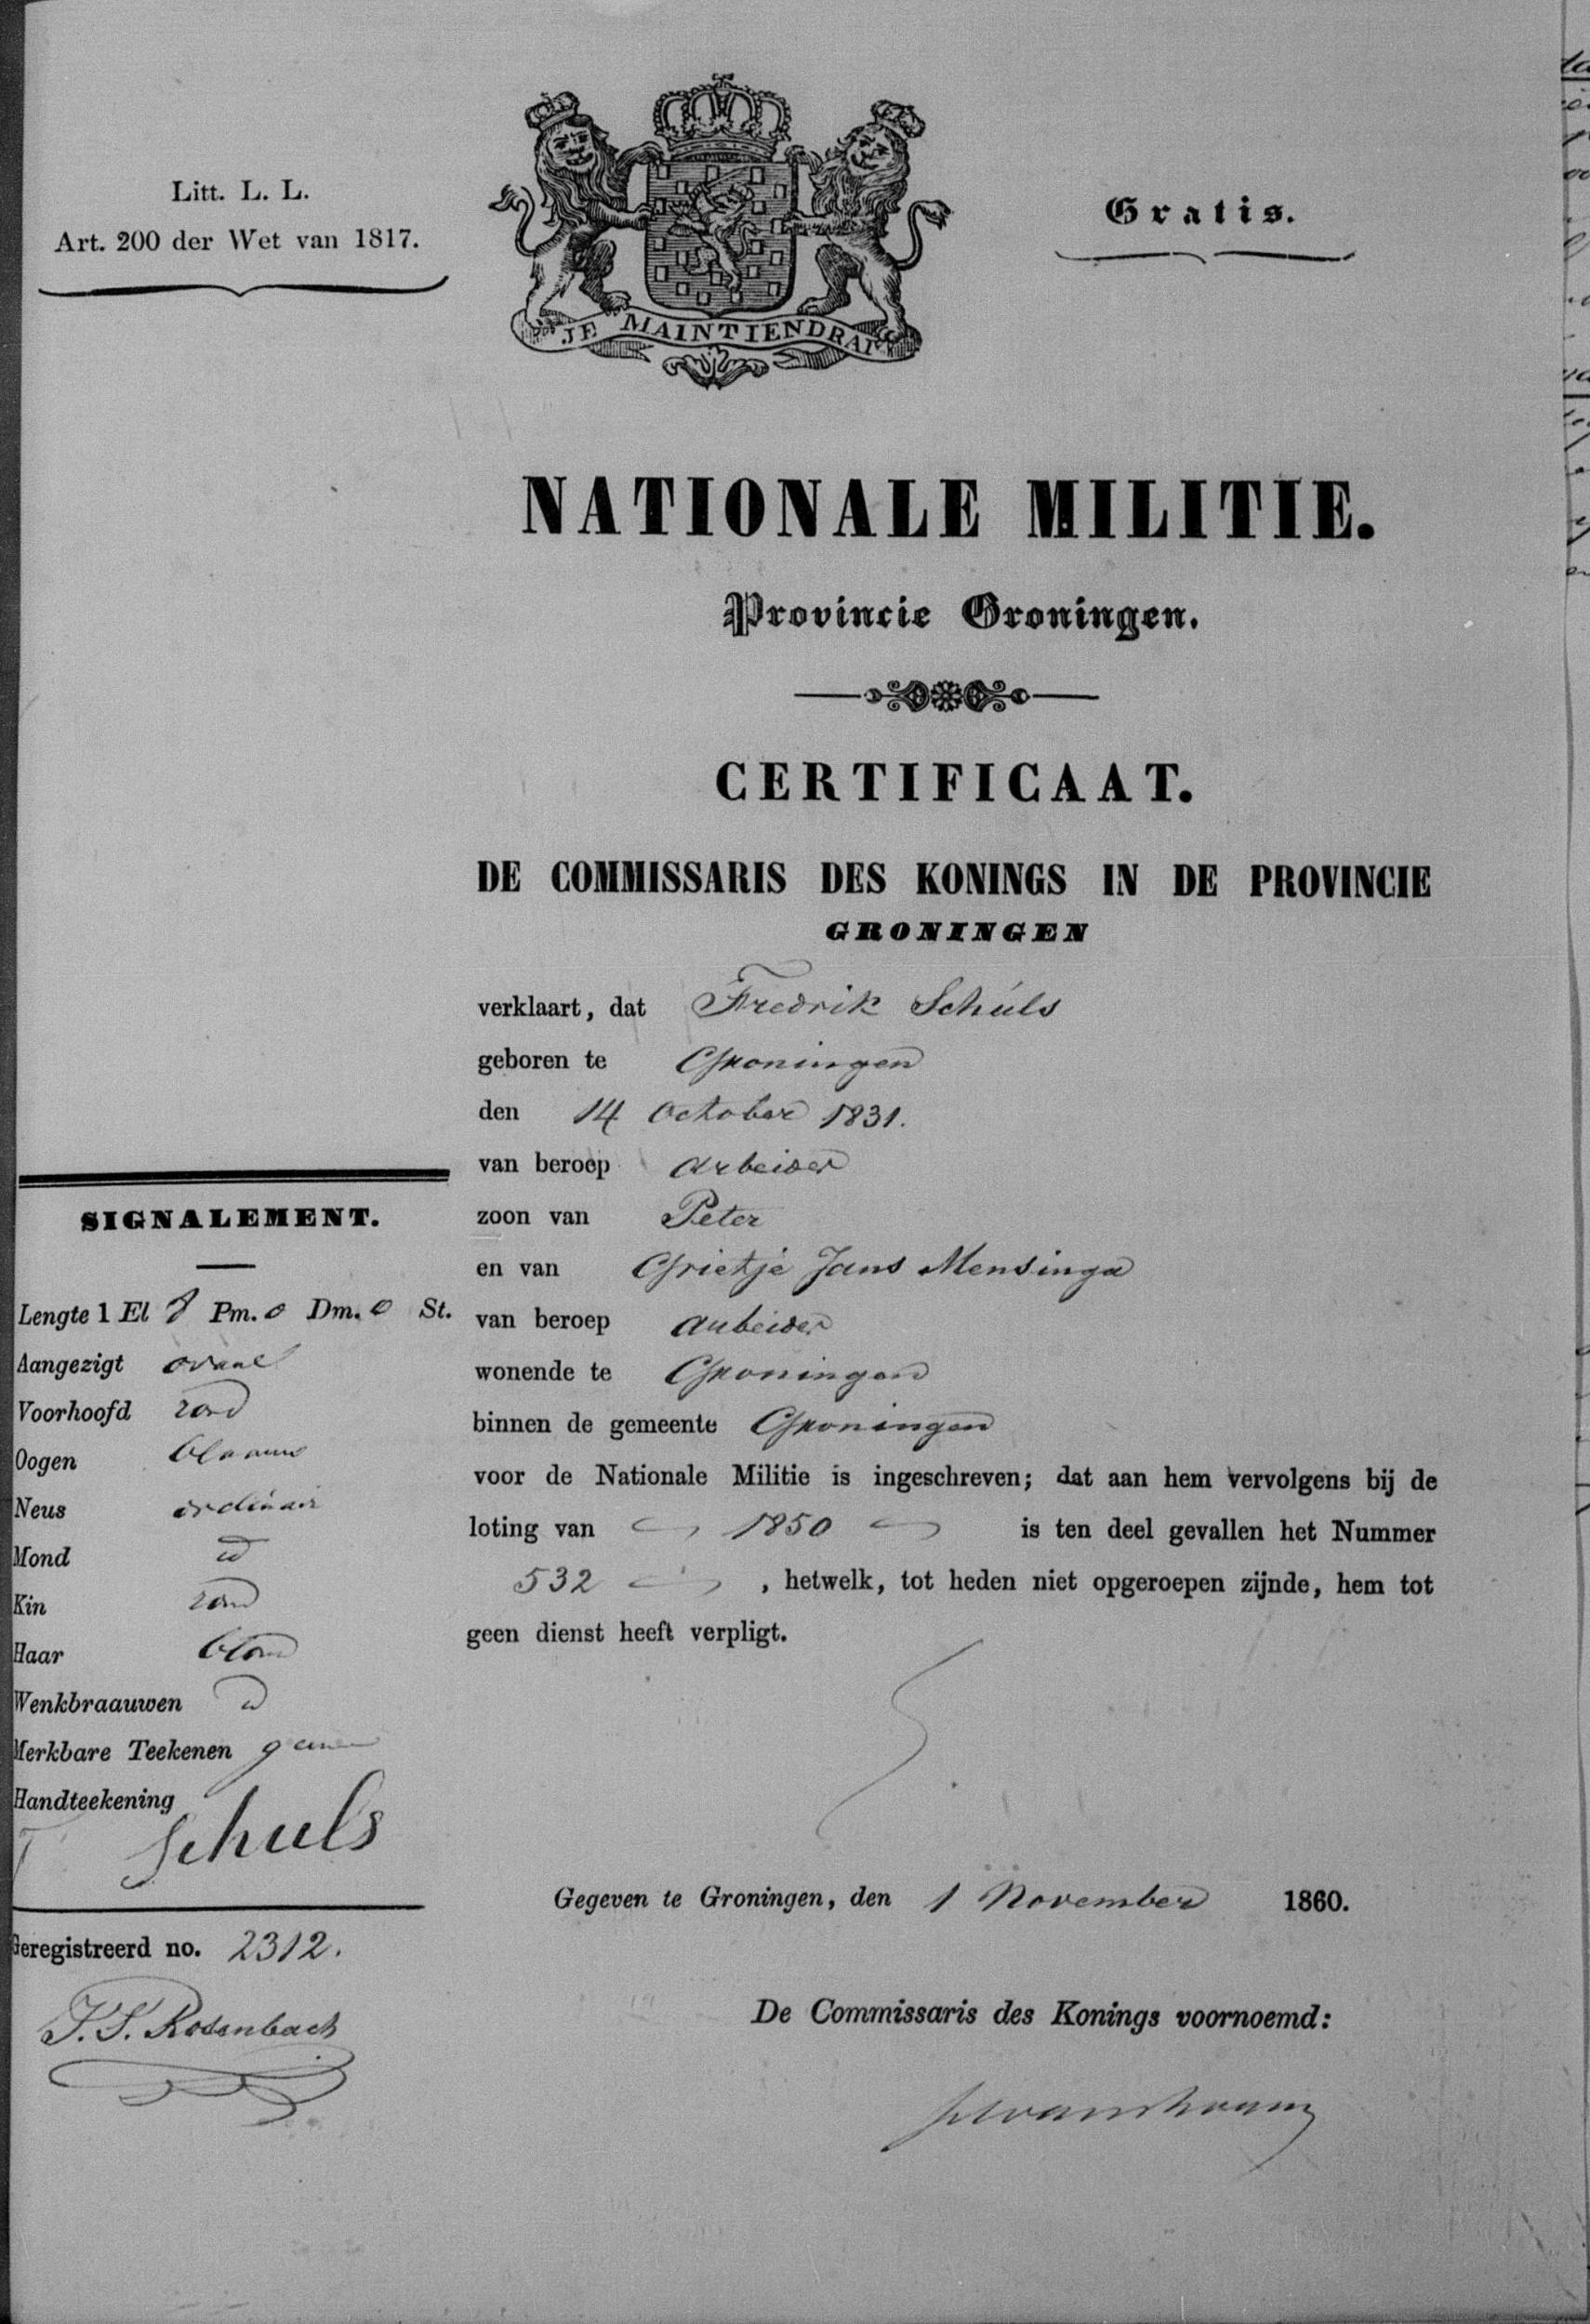 Litt. L. L.
Art. 200 der Wet van 1817.
Gratis.
JE MAINTIENDRAI
NATIONALE MILITIE.
Provincie Groningen.
CERTIFICAAT.
DE COMMISSARIS DES KONINGS IN DE PROVINCIE
GRONINGEN
verklaart, dat Fredrik Schuls
geboren te Groningen
den 14 October 1831.
van beroep Arbeider
zoon van Peter
en van Grietje Jans Mensinga
van beroep Arbeider
wonende te Groningen
binnen de gemeente Groningen
voor de Nationale Militie is ingeschreven; dat aan hem vervolgens bij de
loting van 1850 is ten deel gevallen het Nummer
532 , hetwelk, tot heden niet opgeroepen zijnde, hem tot
geen dienst heeft verpligt.
SIGNALEMENT.
Lengte 1 El Pm. 0 Dm. 0 St.
Aangezigt ovaal
Voorhoofd rond
Oogen blaauw
Neus ordinair
Mond id
Kin rond
Haar blond
Wenkbraauwen id
Merkbare Teekenen geene
Handteekening
Schuls
Geregistreerd no. 2312.
Rosenbach
Gegeven te Groningen, den 1 November 1860.
De Commissaris des Konings voornoemd: